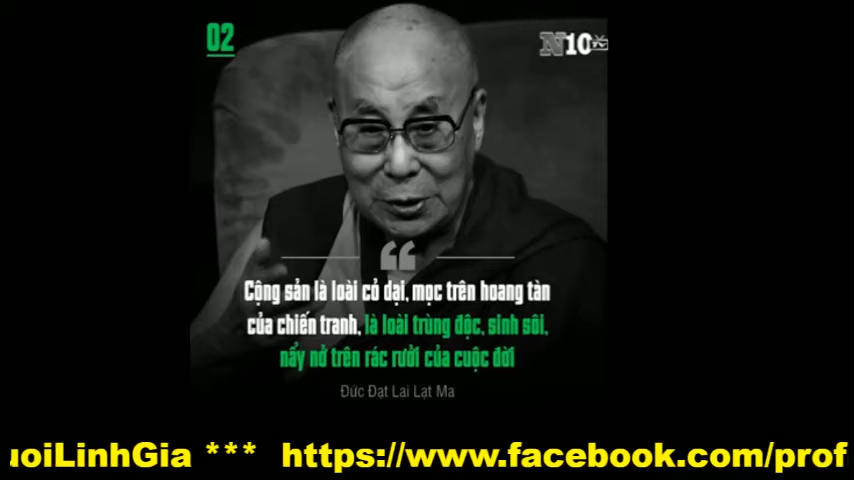 02
N10 TV
Cộng sản là loài cỏ dại, mọc trên hoang tàn
của chiến tranh, là loài trùng độc, sinh sôi,
nẩy nở trên rác rưởi của cuộc đời
Đức Đạt Lai Lạt Ma
uoiLinhGia *** https://www.facebook.com/prof